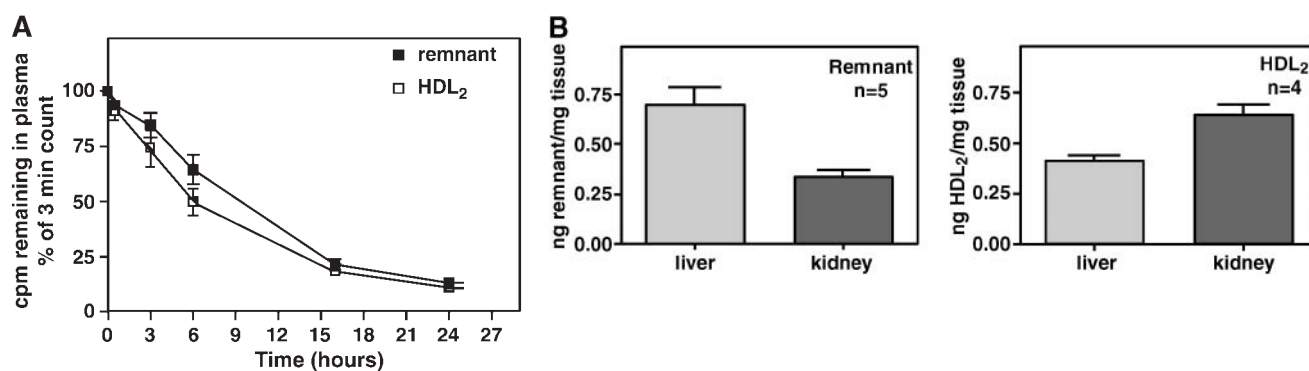 A
cpm remaining in plasma
% of 3 min count
100
75
50
25
0
remnant
HDL₂
0 3 6 9 12 15 18 21 24 27
Time (hours)
B
ng remnant/mg tissue
0.75
0.50
0.25
0.00
Remnant
n=5
liver kidney
ng HDL₂/mg tissue
0.75
0.50
0.25
0.00
HDL₂
n=4
liver kidney